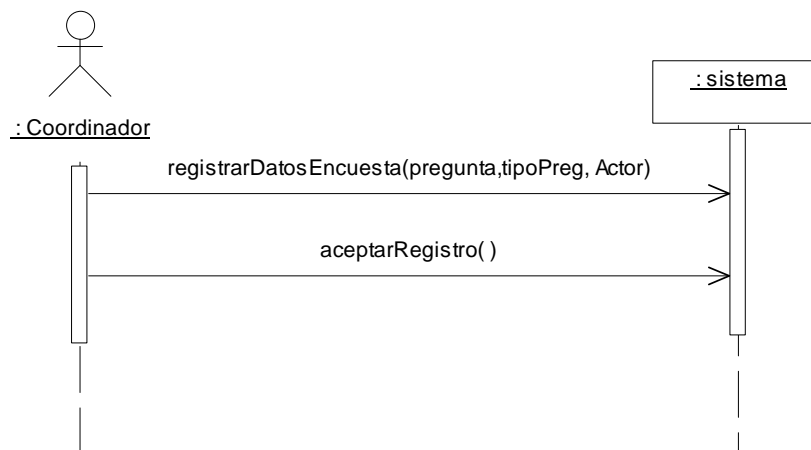 : sistema
: Coordinador
registrarDatosEncuesta(pregunta,tipoPreg, Actor)
aceptarRegistro( )